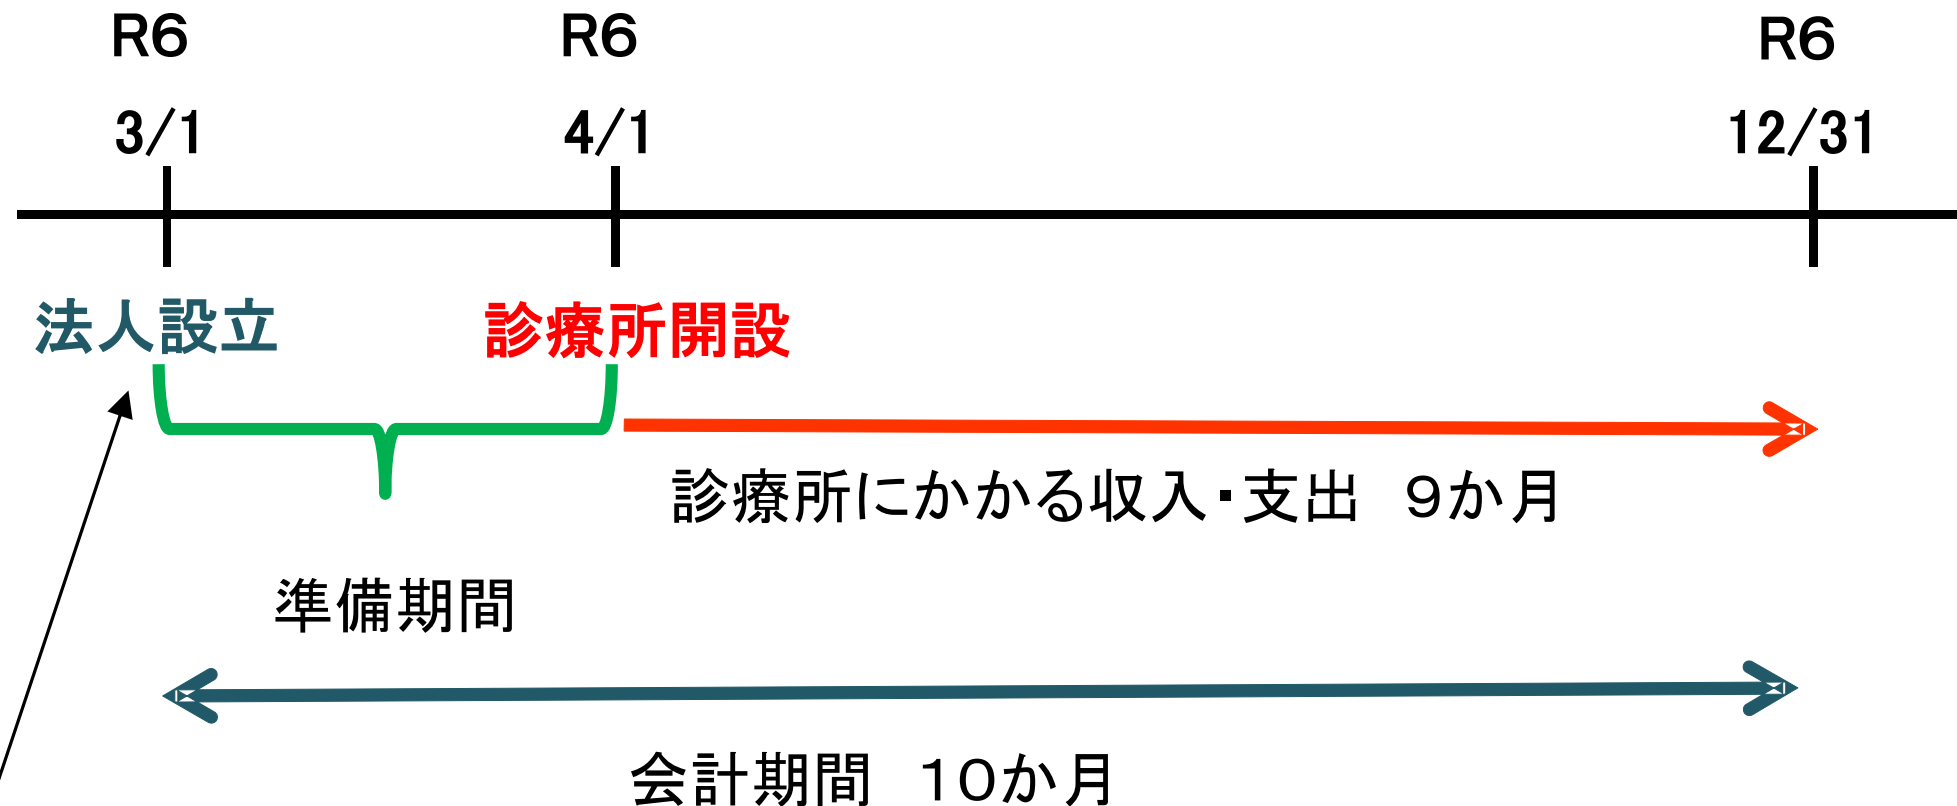 R6 R6 R6
3/1 4/1 12/31
法人設立 診療所開設
診療所にかかる収入・支出　9か月
準備期間
会計期間　10か月